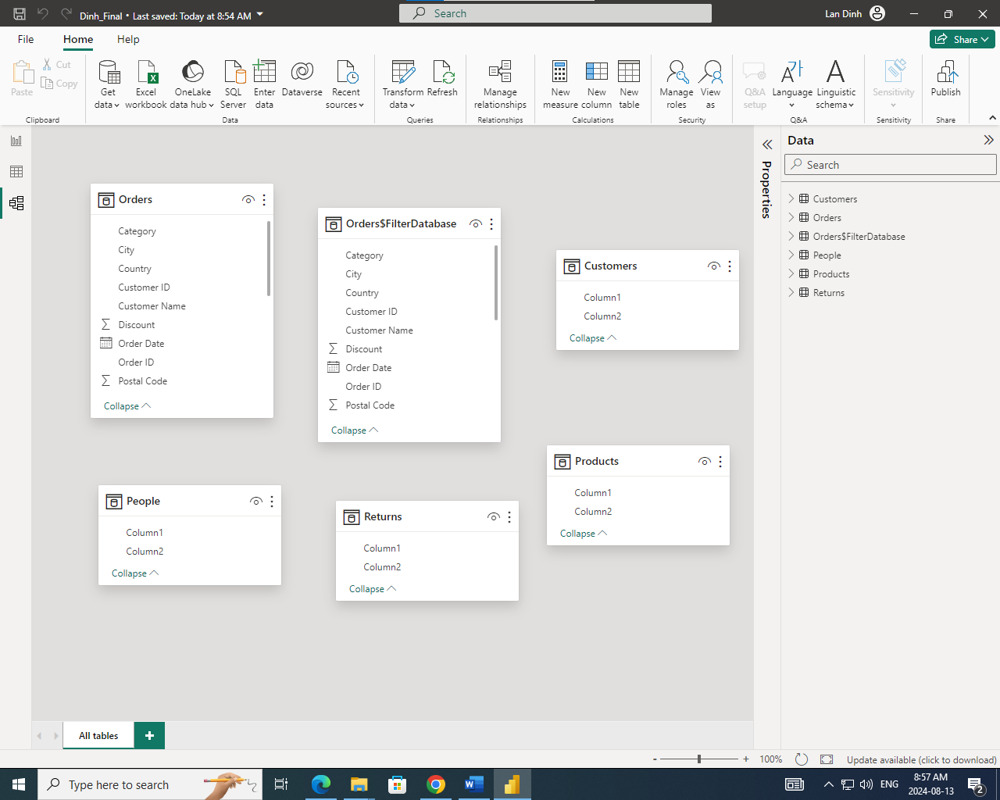 Dinh_Final • Last saved: Today at 8:54 AM
Search
Lan Dinh
File
Home
Help
Share
Paste
Cut
Copy
Clipboard
Get data
Excel workbook
OneLake data hub
SQL Server
Enter data
Dataverse
Recent sources
Data
Transform data
Refresh
Queries
Manage relationships
Relationships
New measure
New column
New table
Calculations
Manage roles
View as
Security
Q&A setup
Language
Linguistic schema
Q&A
Sensitivity
Sensitivity
Publish
Share
Orders
Category
City
Country
Customer ID
Customer Name
Discount
Order Date
Order ID
Postal Code
Collapse
Orders$FilterDatabase
Category
City
Country
Customer ID
Customer Name
Discount
Order Date
Order ID
Postal Code
Collapse
Customers
Column1
Column2
Collapse
People
Column1
Column2
Collapse
Returns
Column1
Column2
Collapse
Products
Column1
Column2
Collapse
Properties
Data
Search
Customers
Orders
Orders$FilterDatabase
People
Products
Returns
All tables
- + 100%
Update available (click to download)
Type here to search
ENG
8:57 AM
2024-08-13
2